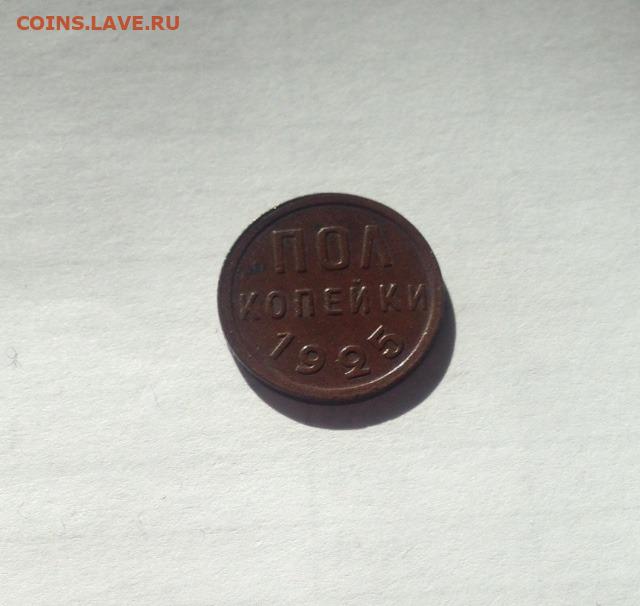 COINS.LAVE.RU
ПОЛ
КОПЕЙКИ
1925